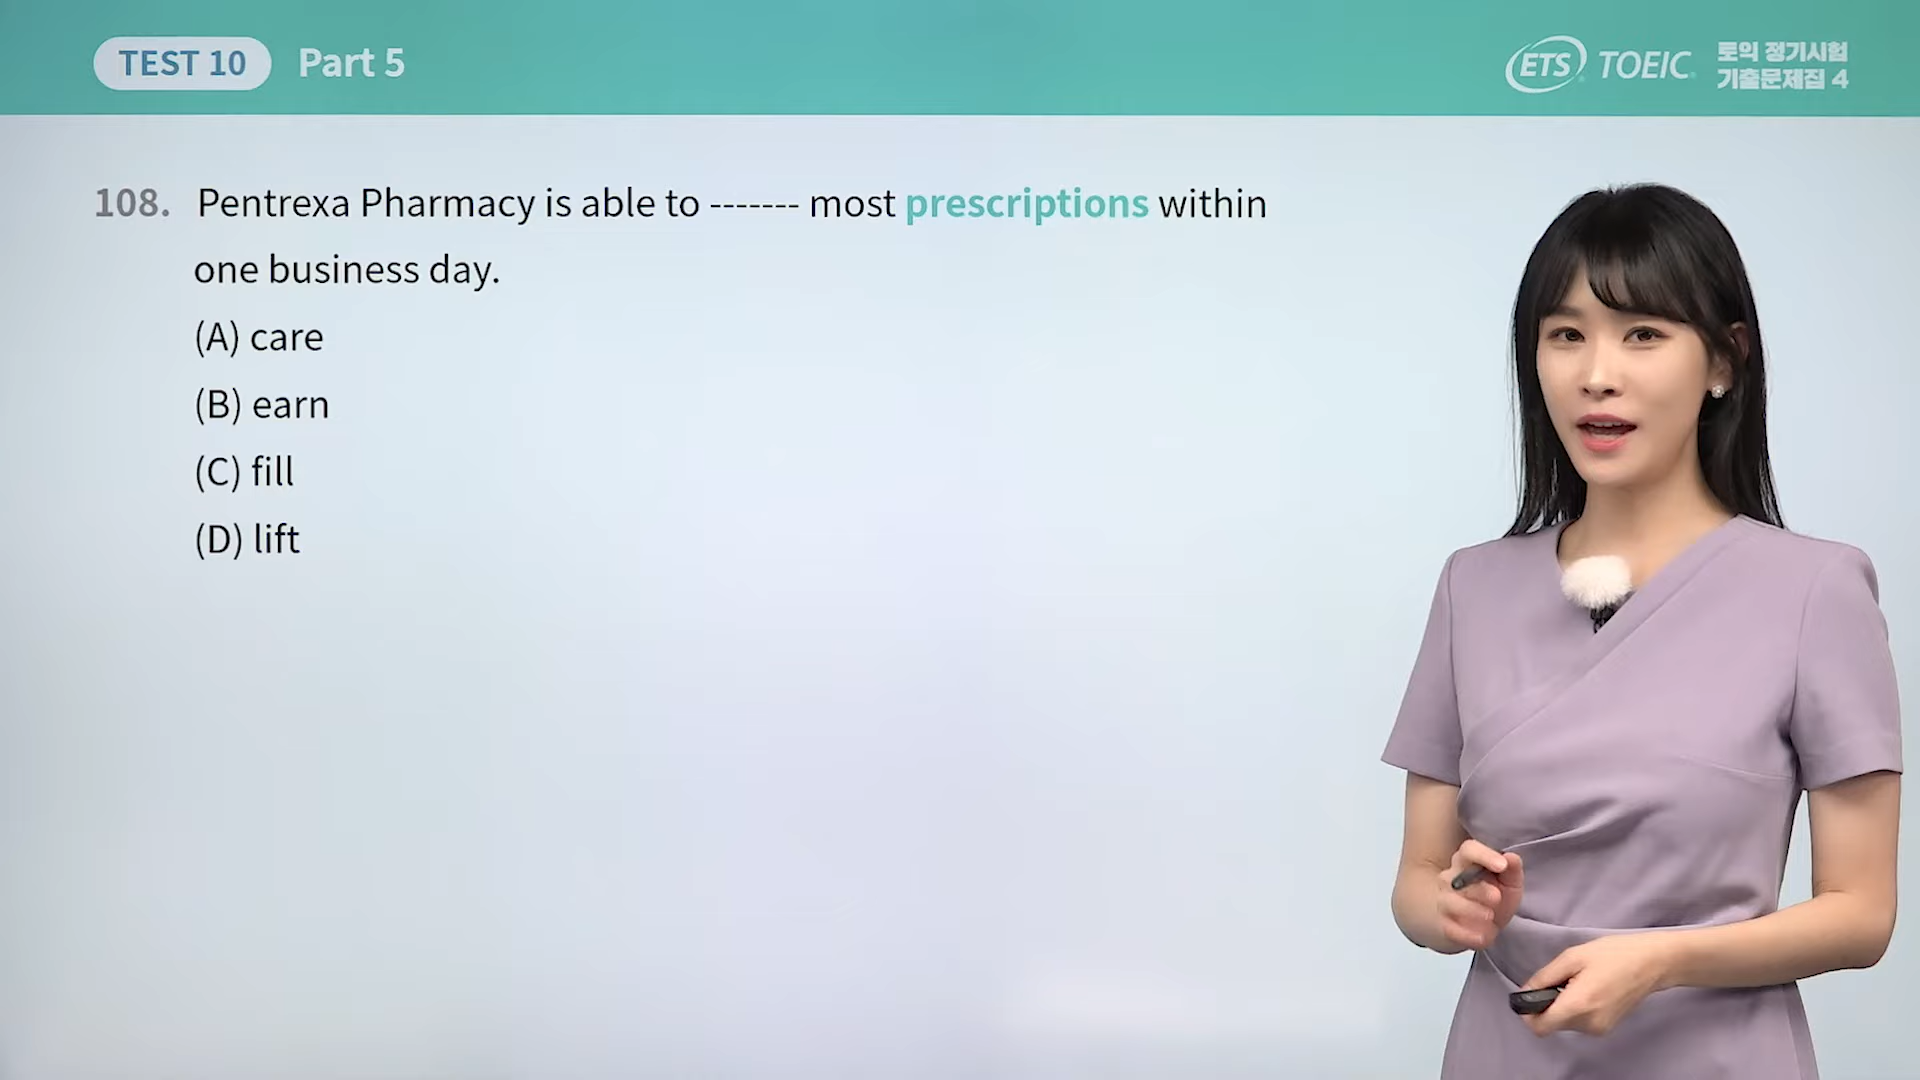 TEST 10 Part 5
ETS TOEIC 토익 정기시험
기출문제집 4
108. Pentrexa Pharmacy is able to ------- most prescriptions within
one business day.
(A) care
(B) earn
(C) fill
(D) lift